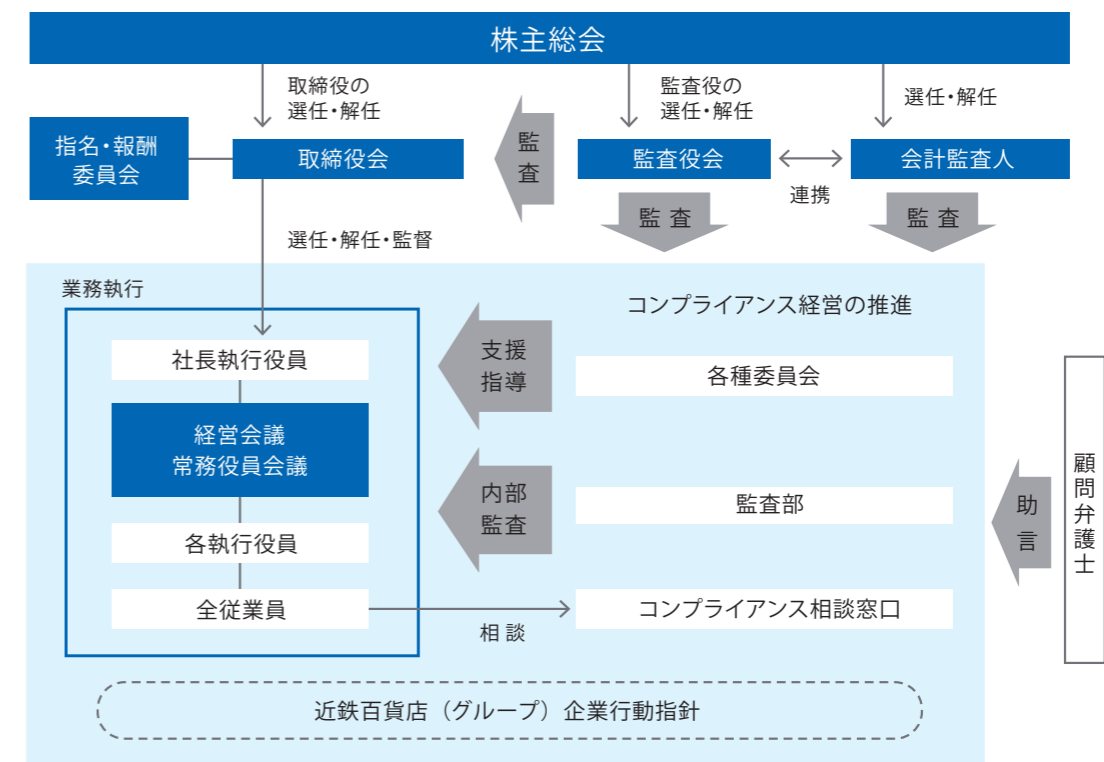 株主総会
取締役の
選任・解任
監査役の
選任・解任
選任・解任
指名・報酬
委員会
取締役会
監
査
監査役会
連携
会計監査人
監 査
監 査
選任・解任・監督
業務執行
コンプライアンス経営の推進
社長執行役員
支援
指導
各種委員会
経営会議
常務役員会議
内部
監査
監査部
助
言
顧問弁護士
各執行役員
全従業員
相 談
コンプライアンス相談窓口
近鉄百貨店（グループ）企業行動指針